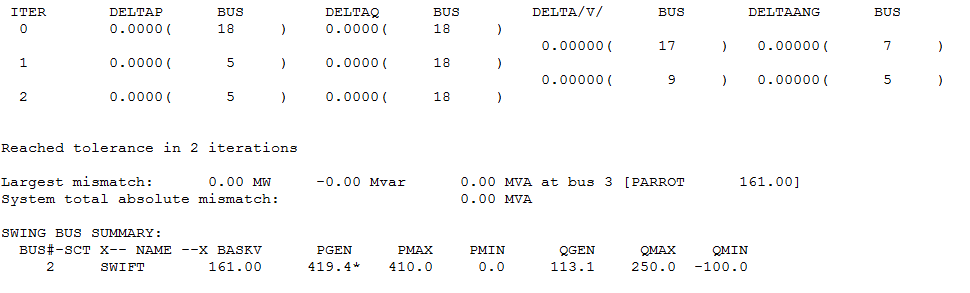 ITER DELTAP BUS DELTAQ BUS DELTA/V/ BUS DELTAANG BUS
0 0.0000( 18 ) 0.0000( 18 )
0.00000( 17 ) 0.00000( 7 )
1 0.0000( 5 ) 0.0000( 18 )
0.00000( 9 ) 0.00000( 5 )
2 0.0000( 5 ) 0.0000( 18 )
Reached tolerance in 2 iterations
Largest mismatch: 0.00 MW -0.00 Mvar 0.00 MVA at bus 3 [PARROT 161.00]
System total absolute mismatch: 0.00 MVA
SWING BUS SUMMARY:
BUS#-SCT X-- NAME --X BASKV PGEN PMAX PMIN QGEN QMAX QMIN
2 SWIFT 161.00 419.4* 410.0 0.0 113.1 250.0 -100.0